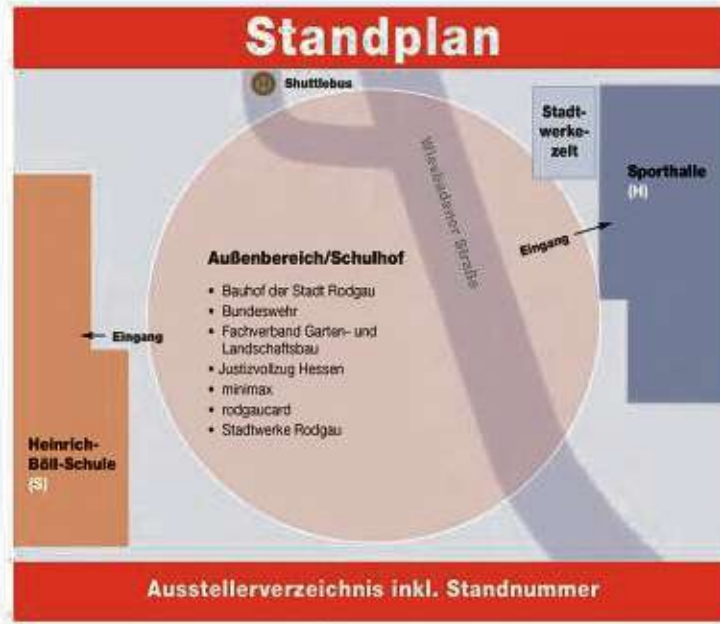 Standplan
H
Shuttlebus
Stadt-
werke-
zelt
Sporthalle
(H)
Wiesbadener Straße
Eingang
Außenbereich/Schulhof
• Bauhof der Stadt Rodgau
• Bundeswehr
• Fachverband Garten- und
Landschaftsbau
• Justizvollzug Hessen
• minimax
• rodgaucard
• Stadtwerke Rodgau
Eingang
Heinrich-
Böll-Schule
(S)
Ausstellerverzeichnis inkl. Standnummer